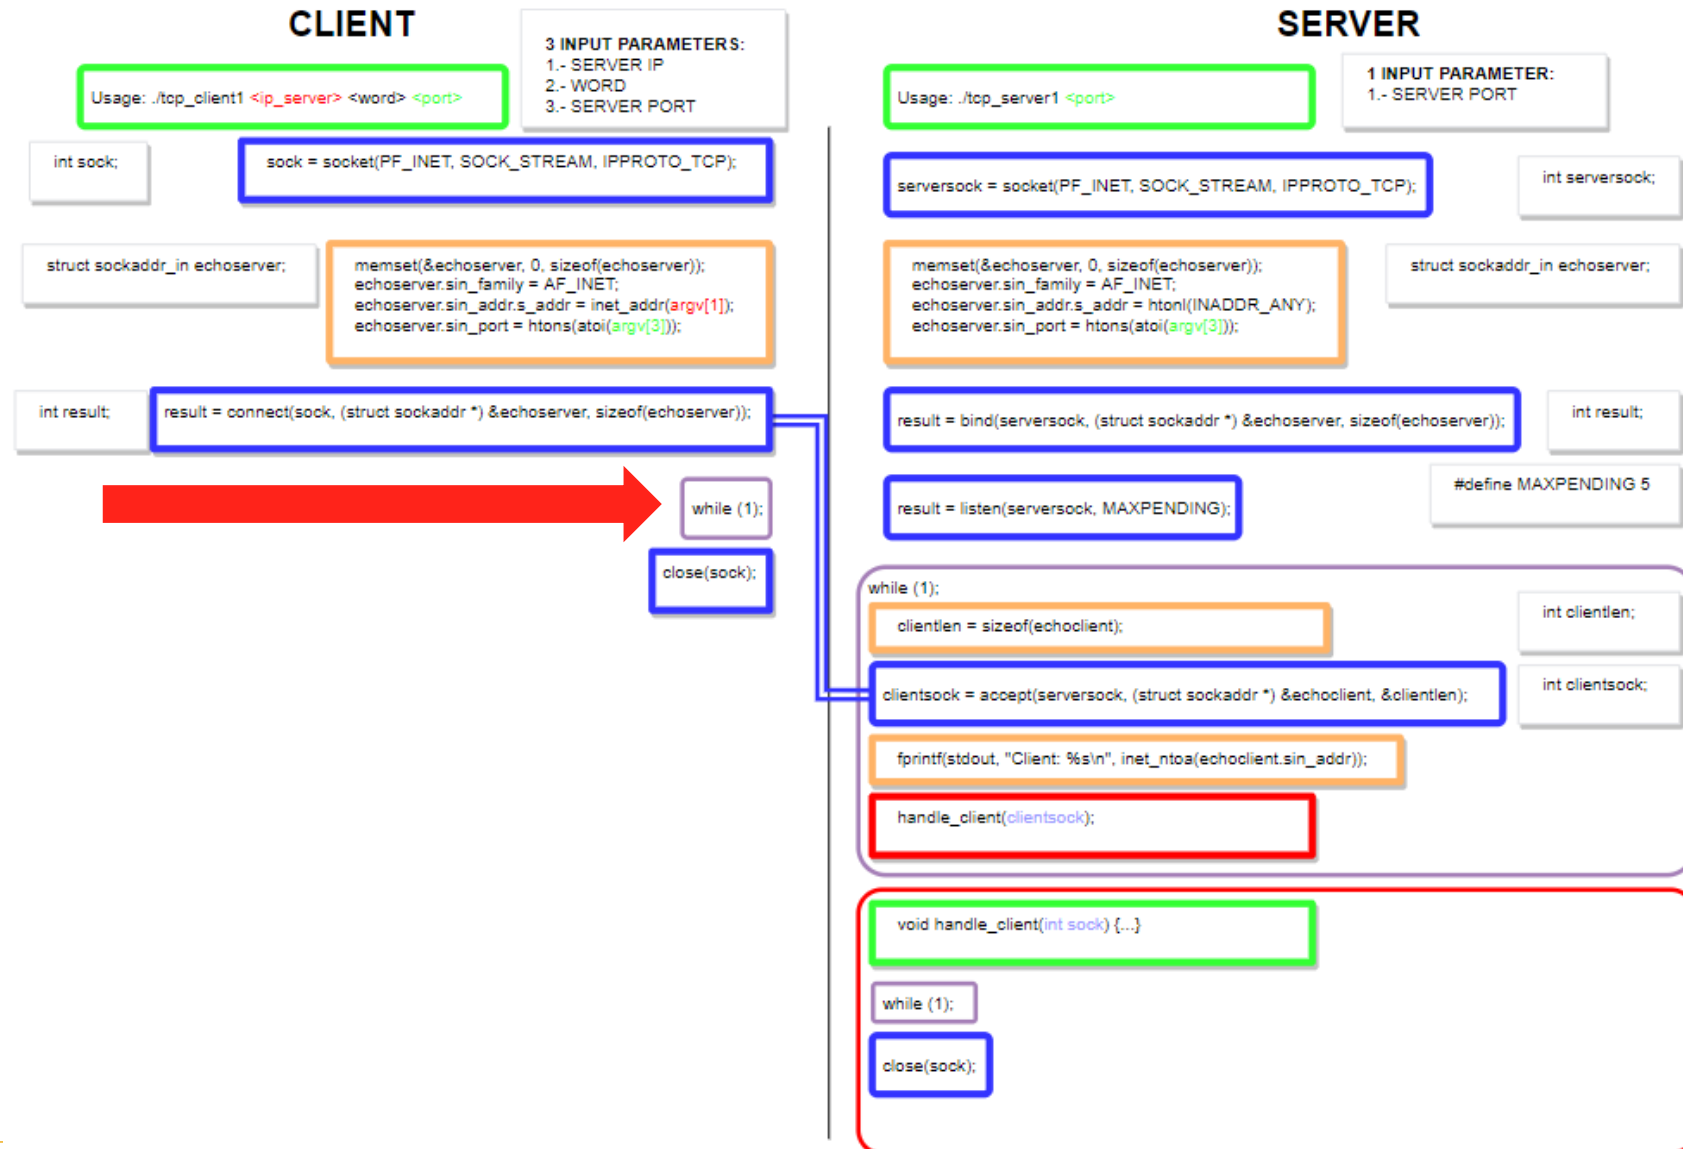 CLIENT
3 INPUT PARAMETERS:
1.- SERVER IP
2.- WORD
3.- SERVER PORT
Usage: ./tcp_client1 <ip_server> <word> <port>
int sock;
sock = socket(PF_INET, SOCK_STREAM, IPPROTO_TCP);
struct sockaddr_in echoserver;
memset(&echoserver, 0, sizeof(echoserver));
echoserver.sin_family = AF_INET;
echoserver.sin_addr.s_addr = inet_addr(argv[1]);
echoserver.sin_port = htons(atoi(argv[3]));
int result;
result = connect(sock, (struct sockaddr *) &echoserver, sizeof(echoserver));
while (1);
close(sock);
SERVER
1 INPUT PARAMETER:
1.- SERVER PORT
Usage: ./tcp_server1 <port>
serversock = socket(PF_INET, SOCK_STREAM, IPPROTO_TCP);
int serversock;
memset(&echoserver, 0, sizeof(echoserver));
echoserver.sin_family = AF_INET;
echoserver.sin_addr.s_addr = htonl(INADDR_ANY);
echoserver.sin_port = htons(atoi(argv[3]));
struct sockaddr_in echoserver;
result = bind(serversock, (struct sockaddr *) &echoserver, sizeof(echoserver));
int result;
result = listen(serversock, MAXPENDING);
#define MAXPENDING 5
while (1);
clientlen = sizeof(echoclient);
int clientlen;
clientsock = accept(serversock, (struct sockaddr *) &echoclient, &clientlen);
int clientsock;
fprintf(stdout, "Client: %s\n", inet_ntoa(echoclient.sin_addr));
handle_client(clientsock);
void handle_client(int sock) {...}
while (1);
close(sock);